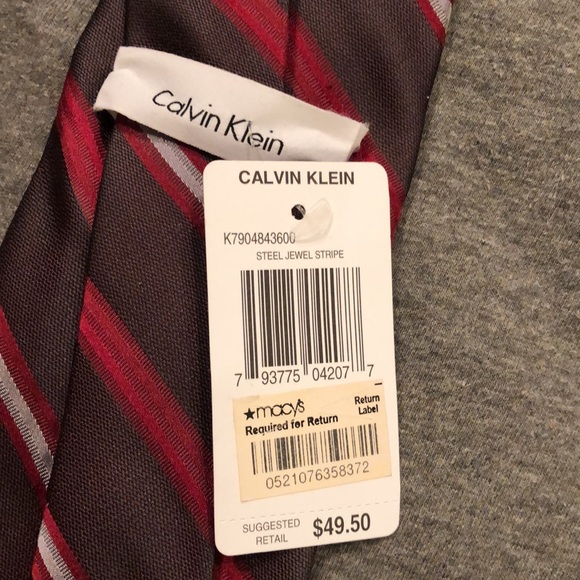 Calvin Klein
CALVIN KLEIN
K7904843600
STEEL JEWEL STRIPE
7 93775 04207 7
★macy's
Return
Label
Required for Return
0521076358372
SUGGESTED
RETAIL
$49.50